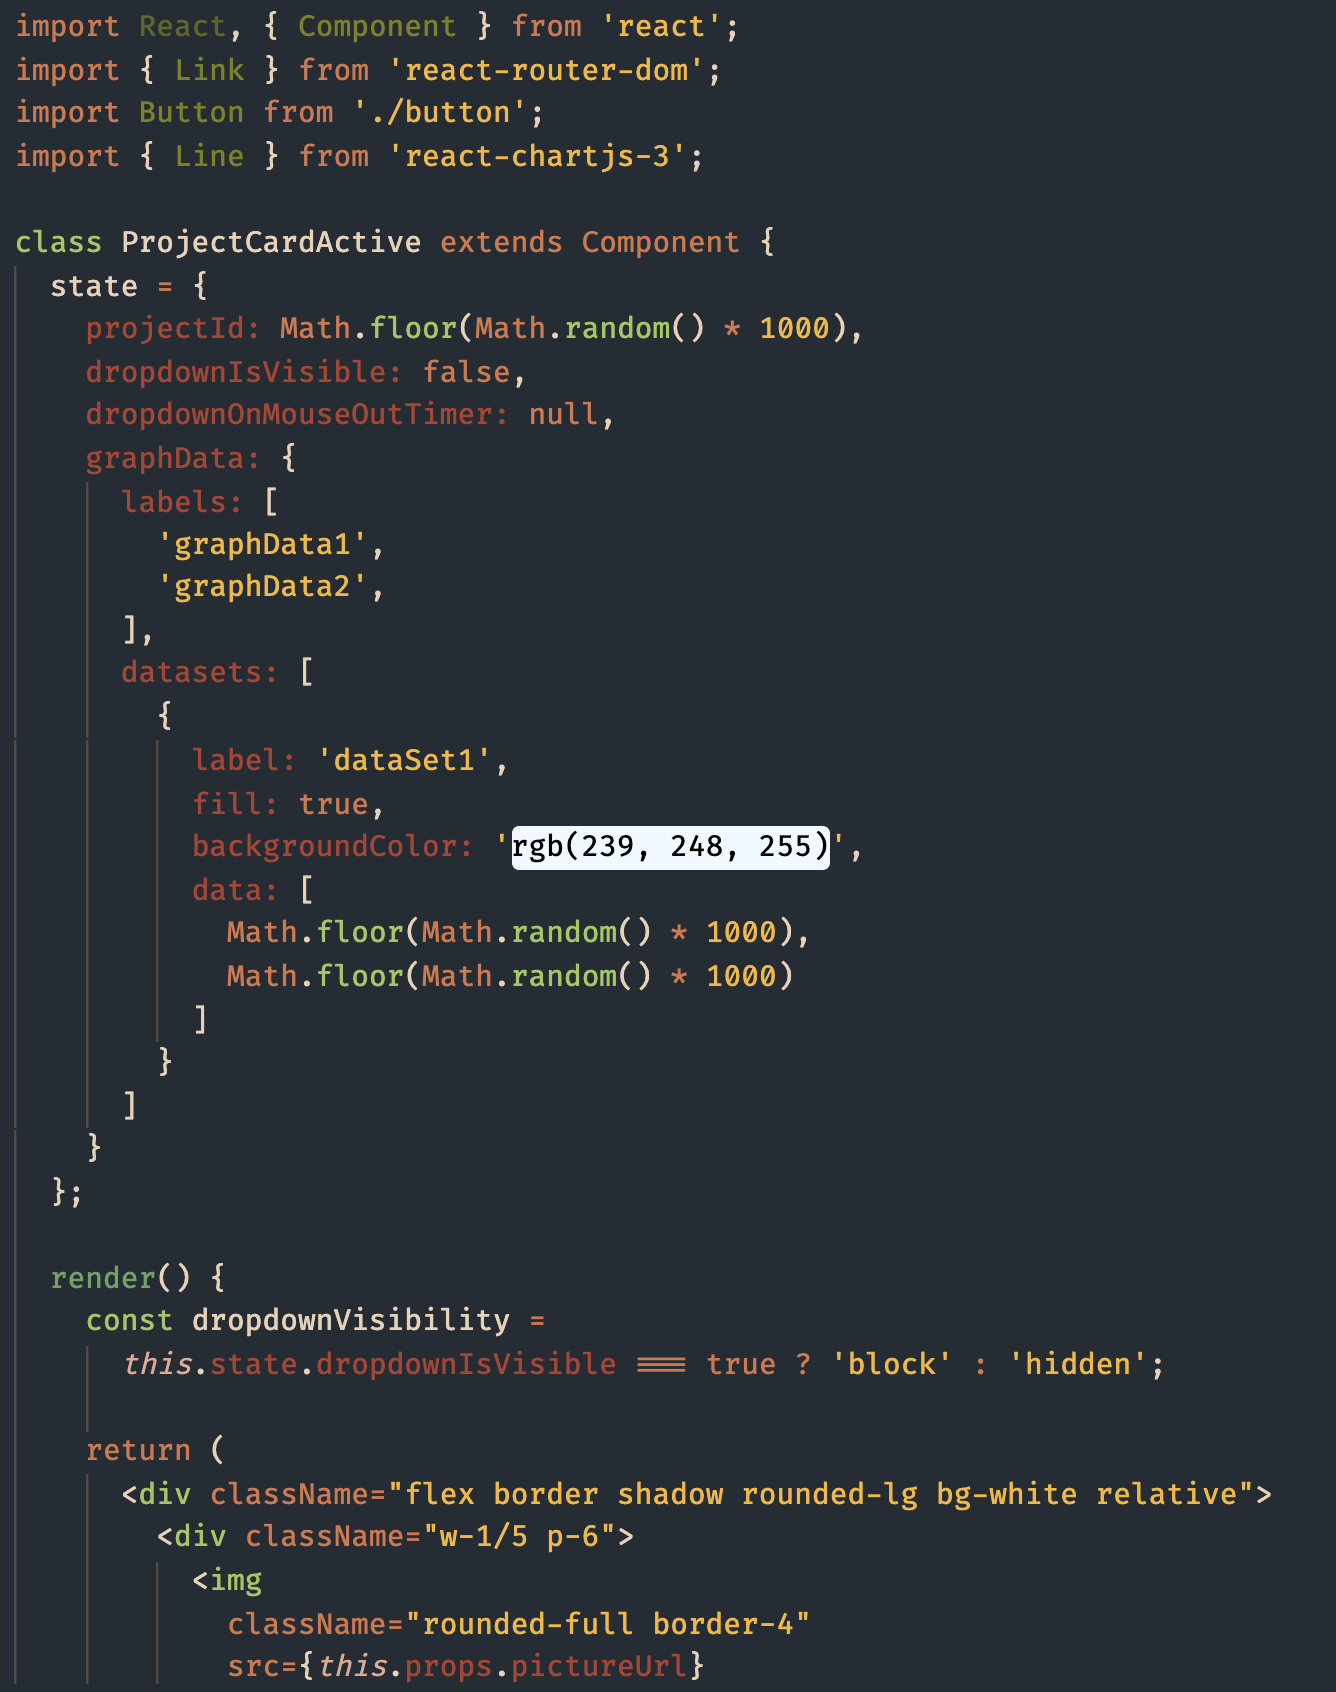 import React, { Component } from 'react';
import { Link } from 'react-router-dom';
import Button from './button';
import { Line } from 'react-chartjs-3';

class ProjectCardActive extends Component {
  state = {
    projectId: Math.floor(Math.random() * 1000),
    dropdownIsVisible: false,
    dropdownOnMouseOutTimer: null,
    graphData: {
      labels: [
        'graphData1',
        'graphData2',
      ],
      datasets: [
        {
          label: 'dataSet1',
          fill: true,
          backgroundColor: 'rgb(239, 248, 255)',
          data: [
            Math.floor(Math.random() * 1000),
            Math.floor(Math.random() * 1000)
          ]
        }
      ]
    }
  };

  render() {
    const dropdownVisibility =
      this.state.dropdownIsVisible === true ? 'block' : 'hidden';

    return (
      <div className="flex border shadow rounded-lg bg-white relative">
        <div className="w-1/5 p-6">
          <img
            className="rounded-full border-4"
            src={this.props.pictureUrl}